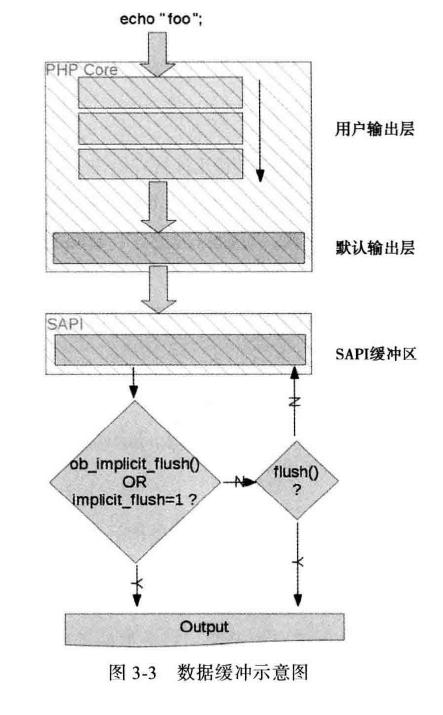 echo "foo";
PHP Core
用户输出层
默认输出层
SAPI
SAPI缓冲区
N
ob_implicit_flush()
OR
implicit_flush=1 ?
N
flush()
?
Y
Y
Output
图 3-3 数据缓冲示意图